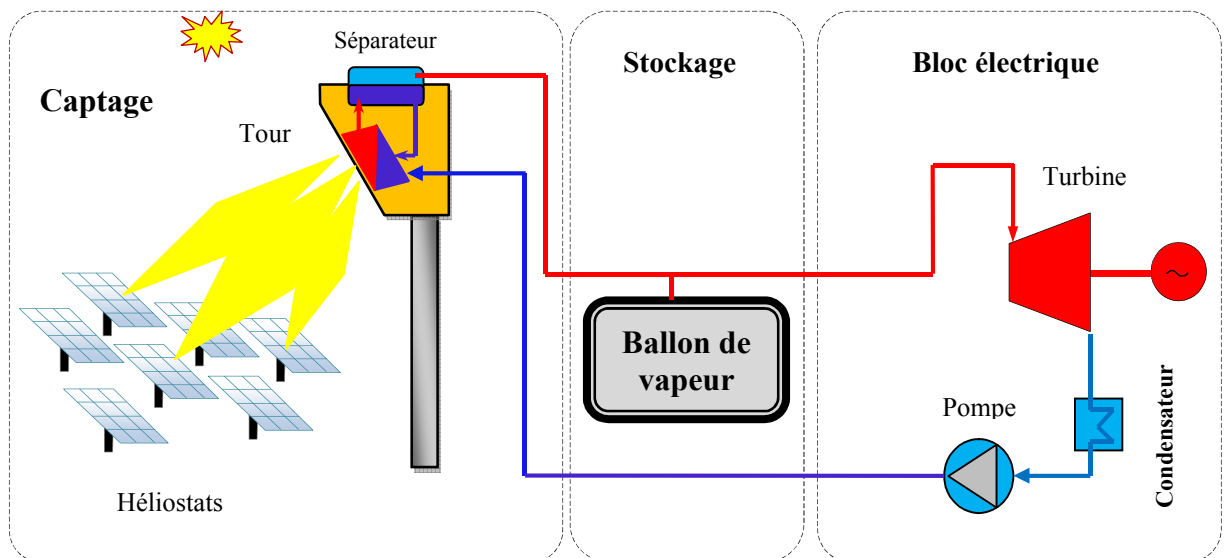 Captage
Séparateur
Tour
Héliostats
Stockage
Ballon de
vapeur
Bloc électrique
Turbine
~
Pompe
Condensateur